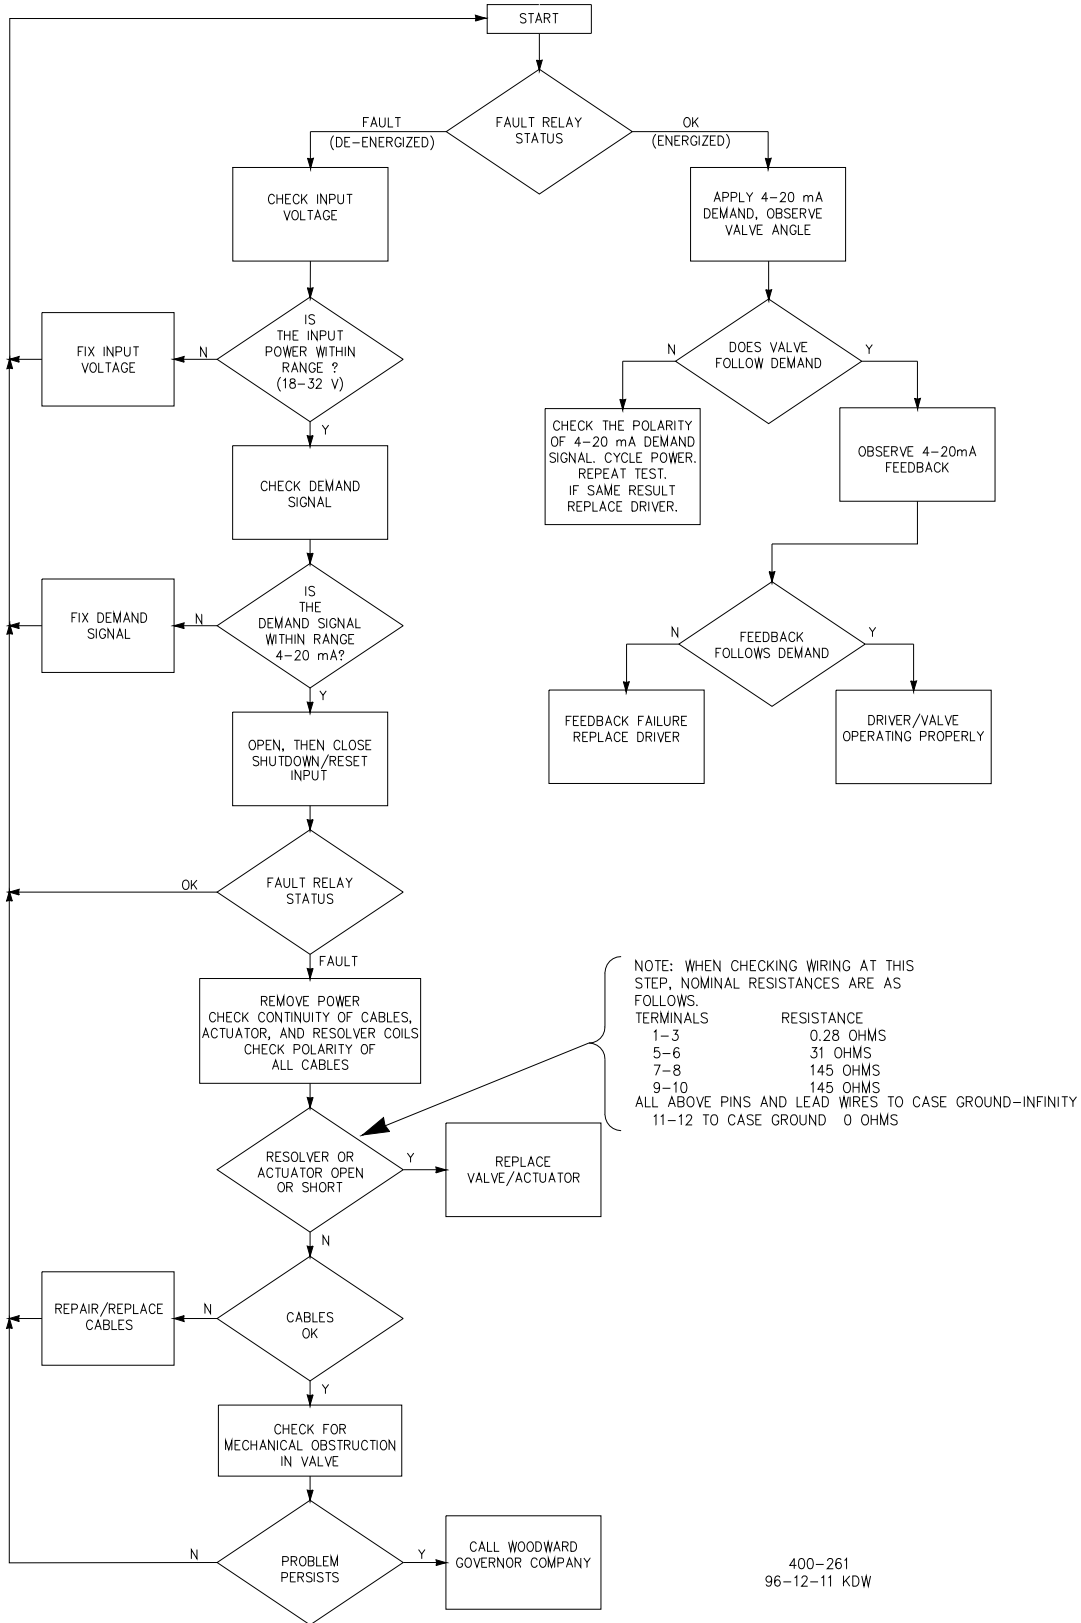 START
FAULT RELAY
STATUS
FAULT
(DE-ENERGIZED)
OK
(ENERGIZED)
CHECK INPUT
VOLTAGE
APPLY 4-20 mA
DEMAND, OBSERVE
VALVE ANGLE
IS
THE INPUT
POWER WITHIN
RANGE ?
(18-32 V)
N
FIX INPUT
VOLTAGE
Y
DOES VALVE
FOLLOW DEMAND
N
Y
CHECK THE POLARITY
OF 4-20 mA DEMAND
SIGNAL. CYCLE POWER.
REPEAT TEST.
IF SAME RESULT
REPLACE DRIVER.
OBSERVE 4-20mA
FEEDBACK
CHECK DEMAND
SIGNAL
IS
THE
DEMAND SIGNAL
WITHIN RANGE
4-20 mA?
N
FIX DEMAND
SIGNAL
Y
FEEDBACK
FOLLOWS DEMAND
N
Y
FEEDBACK FAILURE
REPLACE DRIVER
DRIVER/VALVE
OPERATING PROPERLY
OPEN, THEN CLOSE
SHUTDOWN/RESET
INPUT
FAULT RELAY
STATUS
OK
FAULT
REMOVE POWER
CHECK CONTINUITY OF CABLES,
ACTUATOR, AND RESOLVER COILS
CHECK POLARITY OF
ALL CABLES
NOTE: WHEN CHECKING WIRING AT THIS
STEP, NOMINAL RESISTANCES ARE AS
FOLLOWS.
TERMINALS RESISTANCE
1-3 0.28 OHMS
5-6 31 OHMS
7-8 145 OHMS
9-10 145 OHMS
ALL ABOVE PINS AND LEAD WIRES TO CASE GROUND-INFINITY
11-12 TO CASE GROUND 0 OHMS
RESOLVER OR
ACTUATOR OPEN
OR SHORT
Y
REPLACE
VALVE/ACTUATOR
N
CABLES
OK
N
REPAIR/REPLACE
CABLES
Y
CHECK FOR
MECHANICAL OBSTRUCTION
IN VALVE
PROBLEM
PERSISTS
N
Y
CALL WOODWARD
GOVERNOR COMPANY
400-261
96-12-11 KDW